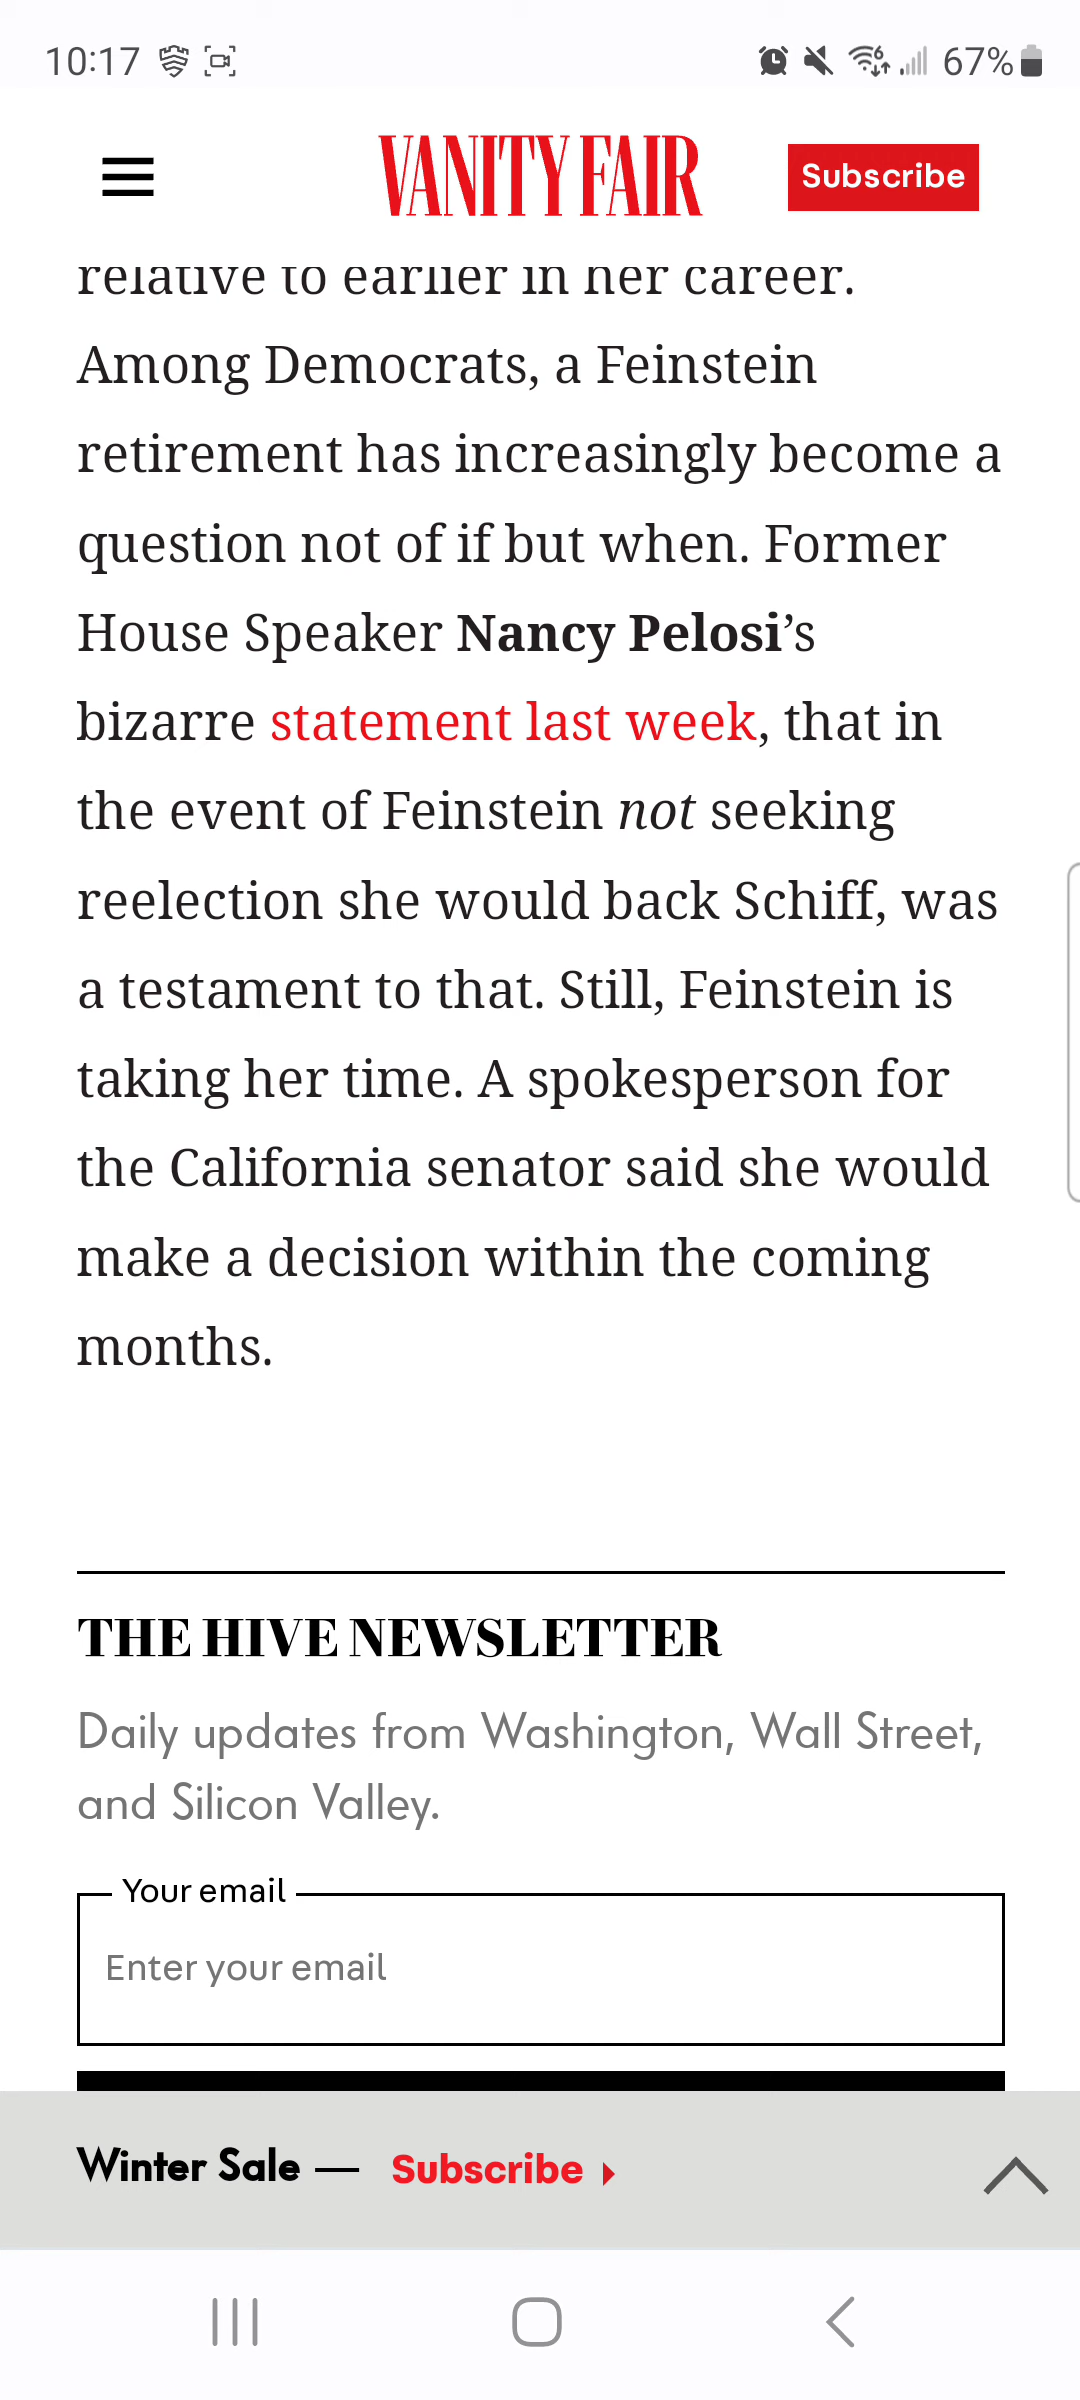 10:17
67%
VANITY FAIR
Subscribe
relative to earlier in her career.
Among Democrats, a Feinstein
retirement has increasingly become a
question not of if but when. Former
House Speaker Nancy Pelosi’s
bizarre statement last week, that in
the event of Feinstein not seeking
reelection she would back Schiff, was
a testament to that. Still, Feinstein is
taking her time. A spokesperson for
the California senator said she would
make a decision within the coming
months.
THE HIVE NEWSLETTER
Daily updates from Washington, Wall Street,
and Silicon Valley.
Your email
Enter your email
Winter Sale — Subscribe